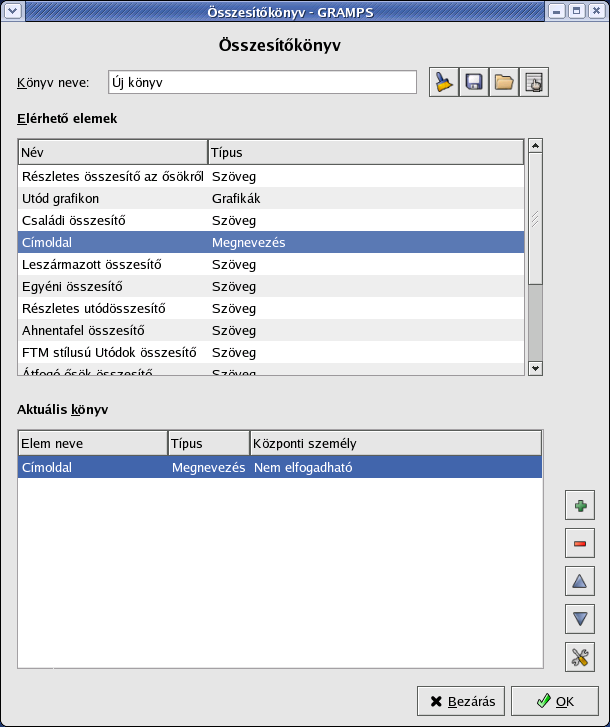 Összesítőkönyv - GRAMPS
Összesítőkönyv
Könyv neve: Új könyv
Elérhető elemek
Név Típus
Részletes összesítő az ősökről Szöveg
Utód grafikon Grafikák
Családi összesítő Szöveg
Címoldal Megnevezés
Leszármazott összesítő Szöveg
Egyéni összesítő Szöveg
Részletes utódösszesítő Szöveg
Ahnentafel összesítő Szöveg
FTM stílusú Utódok összesítő Szöveg
Átfogó ősök összesítő Szöveg
Aktuális könyv
Elem neve Típus Központi személy
Címoldal Megnevezés Nem elfogadható
Bezárás OK